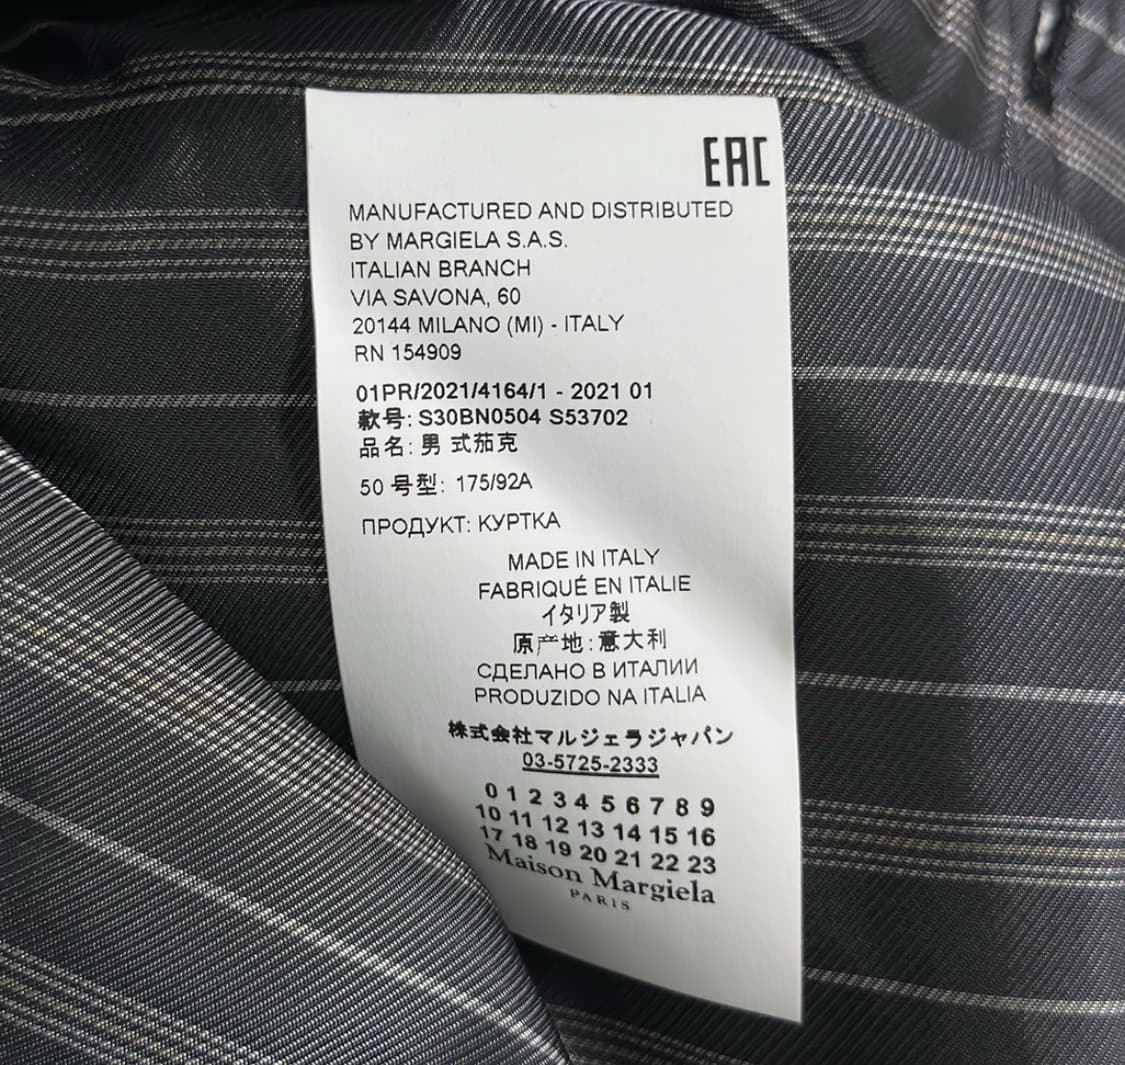 EAC
MANUFACTURED AND DISTRIBUTED
BY MARGIELA S.A.S.
ITALIAN BRANCH
VIA SAVONA, 60
20144 MILANO (MI) - ITALY
RN 154909
01PR/2021/4164/1 - 2021 01
款号: S30BN0504 S53702
品名: 男 式茄克
50 号型: 175/92A
ПРОДУКТ: КУРТКА
MADE IN ITALY
FABRIQUÉ EN ITALIE
イタリア製
原产地:意大利
СДЕЛАНО В ИТАЛИИ
PRODUZIDO NA ITALIA
株式会社マルジェラジャパン
03-5725-2333
0 1 2 3 4 5 6 7 8 9
10 11 12 13 14 15 16
17 18 19 20 21 22 23
Maison Margiela
PARIS